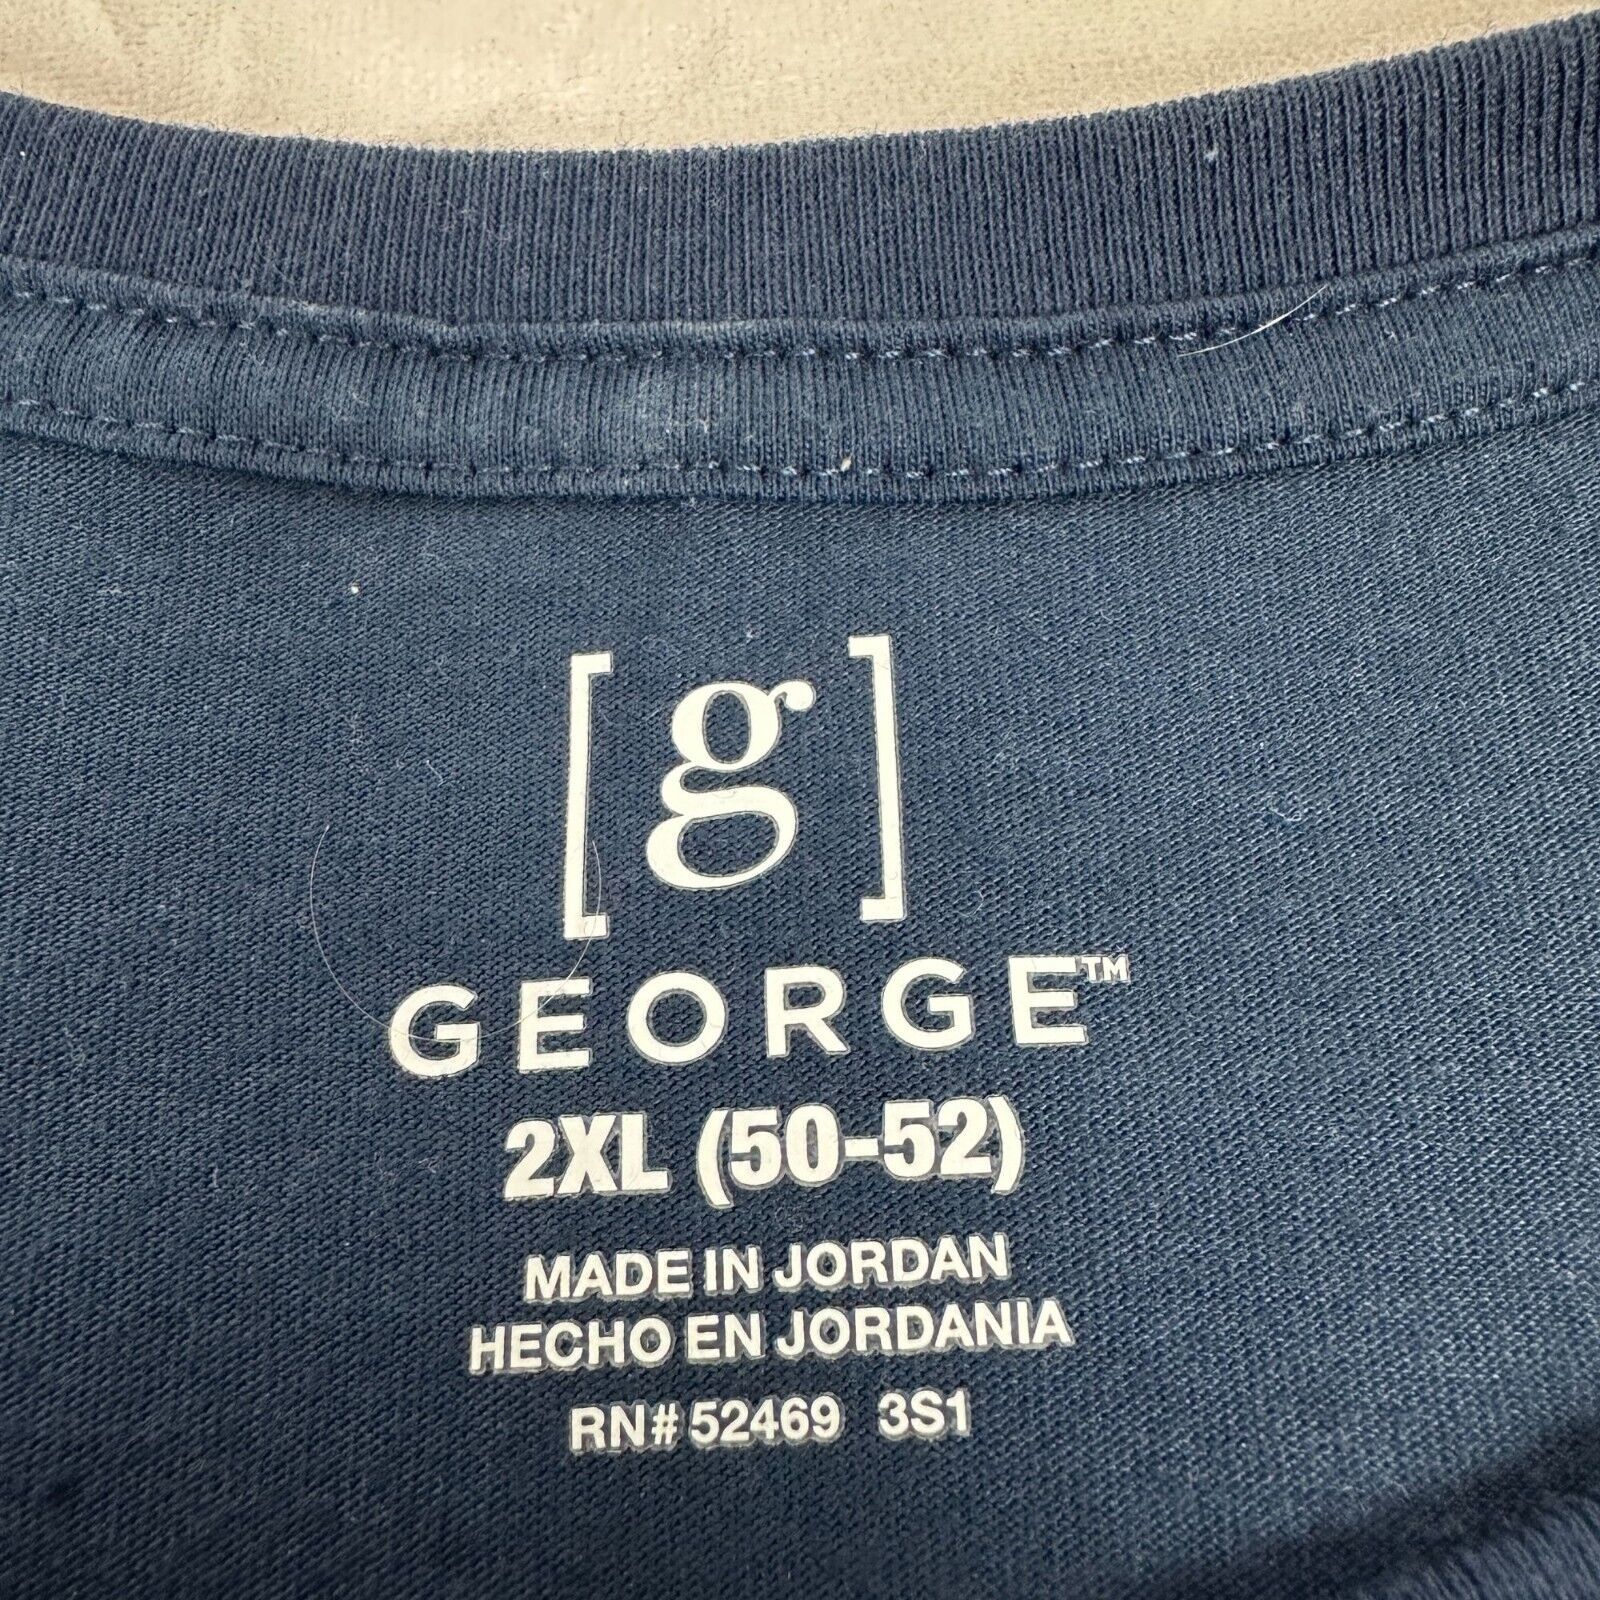 [g]
GEORGE™
2XL (50-52)
MADE IN JORDAN
HECHO EN JORDANIA
RN# 52469 3S1